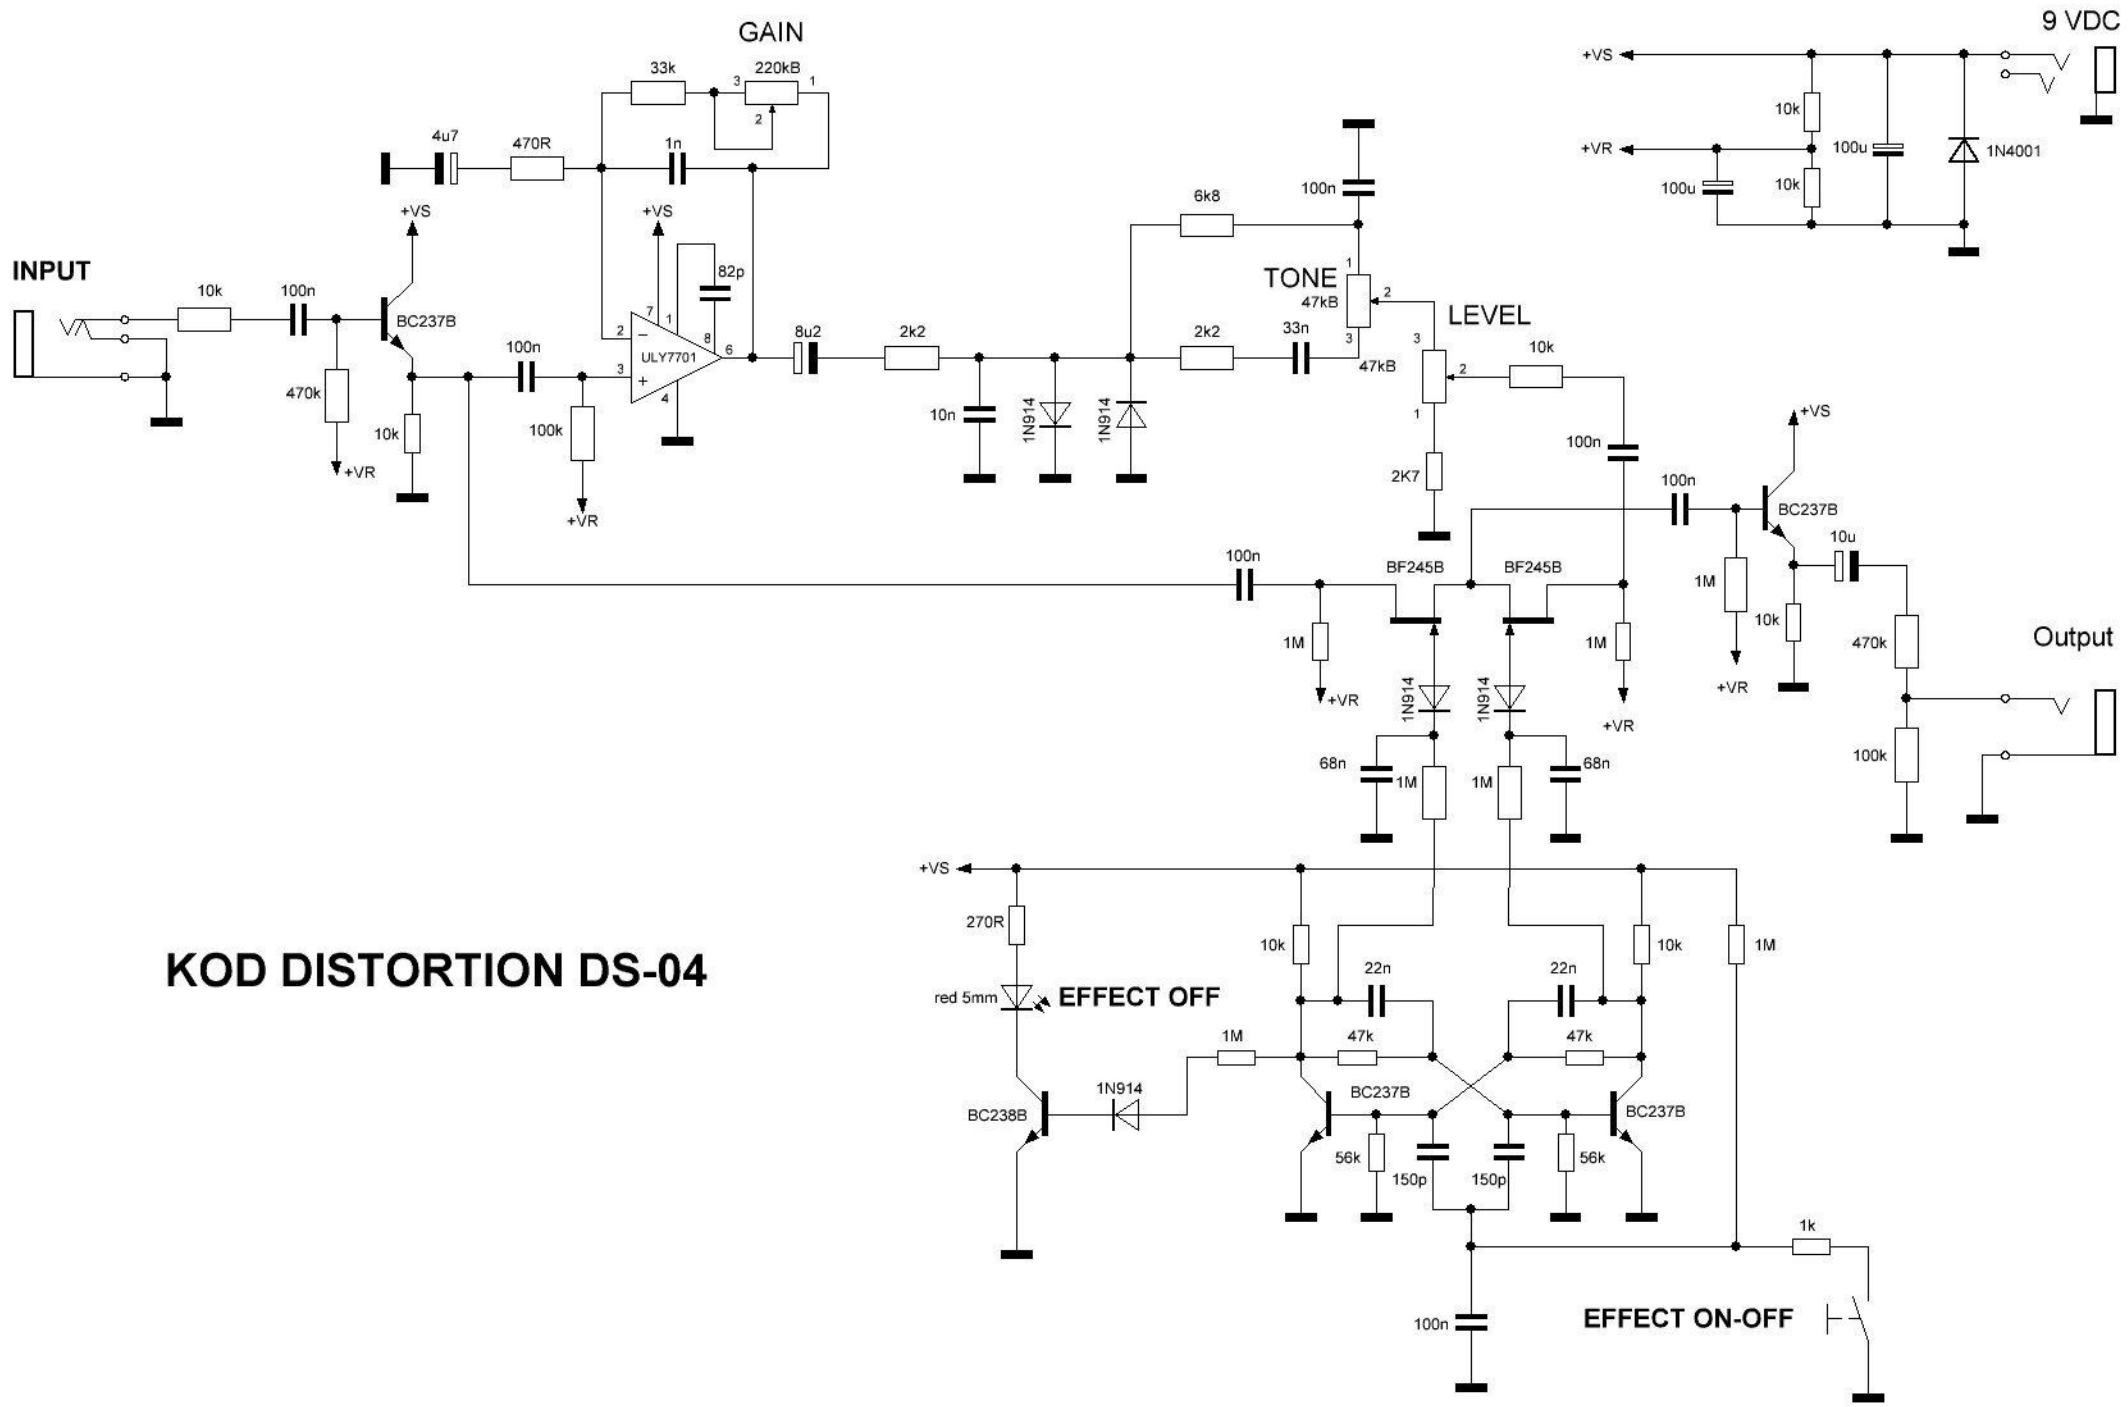 GAIN
9 VDC
33k
3
220kB
1
2
+VS
10k
+VR
100u
10k
100u
1N4001
4u7
470R
1n
+VS
+VS
82p
6k8
100n
INPUT
10k
100n
BC237B
7
1
2
−
8
ULY7701
6
3
+
4
8u2
2k2
2k2
33n
TONE
1
47kB
2
3
LEVEL
47kB
3
2
1
10k
470k
+VR
10k
100n
100k
+VR
10n
1N914
1N914
2K7
100n
+VS
100n
BC237B
10u
1M
10k
+VR
470k
Output
100k
100n
BF245B
BF245B
1M
+VR
1M
+VR
1N914
1N914
68n
1M
1M
68n
+VS
270R
10k
10k
1M
KOD DISTORTION DS-04
red 5mm
EFFECT OFF
22n
22n
1M
47k
47k
1N914
BC238B
BC237B
BC237B
56k
150p
150p
56k
1k
100n
EFFECT ON-OFF